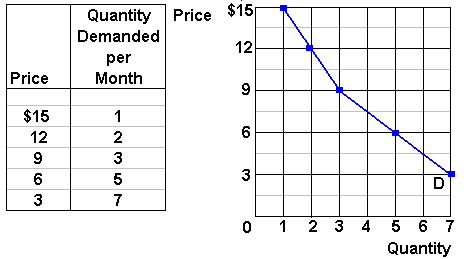 Price
Quantity
Demanded
per
Month
$15 1
12 2
9 3
6 5
3 7
Price
$15
12
9
6
3
D
0 1 2 3 4 5 6 7
Quantity